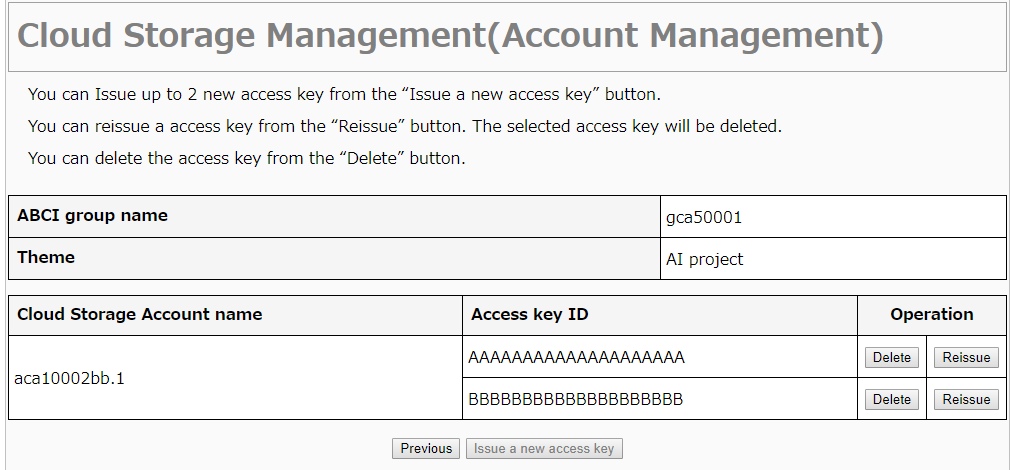 Cloud Storage Management(Account Management)
You can Issue up to 2 new access key from the “Issue a new access key” button.
You can reissue a access key from the “Reissue” button. The selected access key will be deleted.
You can delete the access key from the “Delete” button.
ABCI group name gca50001
Theme AI project
Cloud Storage Account name Access key ID Operation
aca10002bb.1
AAAAAAAAAAAAAAAAAAAA Delete Reissue
BBBBBBBBBBBBBBBBBBBB Delete Reissue
Previous Issue a new access key